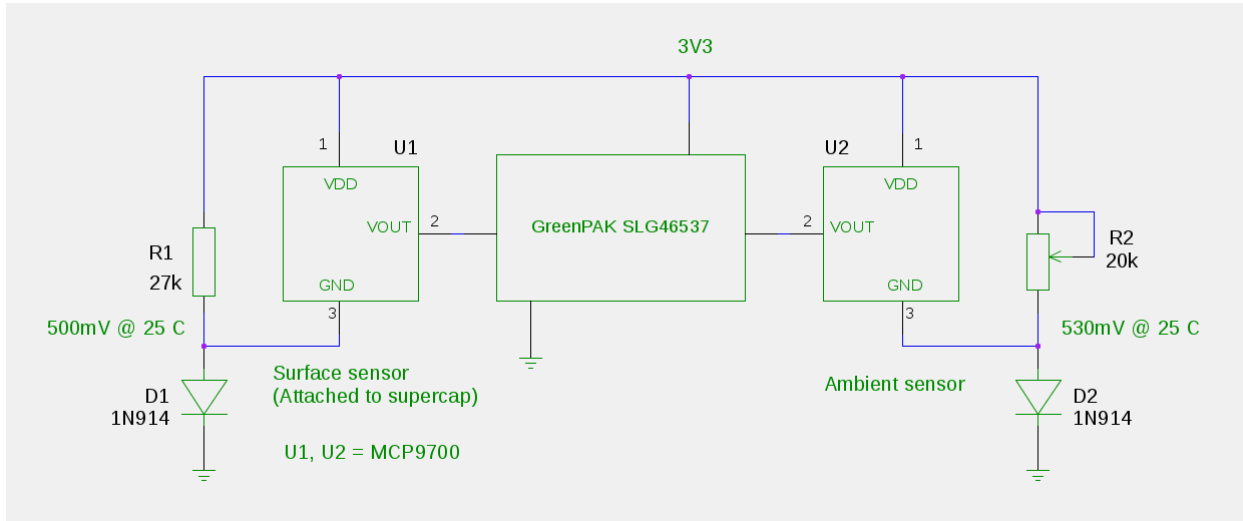 3V3
1
U1
VDD
VOUT
2
GND
3
GreenPAK SLG46537
U2
1
VDD
2
VOUT
GND
3
R1
27k
R2
20k
500mV @ 25 C
530mV @ 25 C
Surface sensor
(Attached to supercap)
Ambient sensor
D1
1N914
D2
1N914
U1, U2 = MCP9700